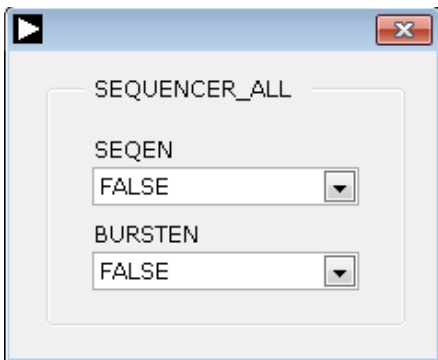 SEQUENCER_ALL
SEQEN
FALSE
BURSTEN
FALSE